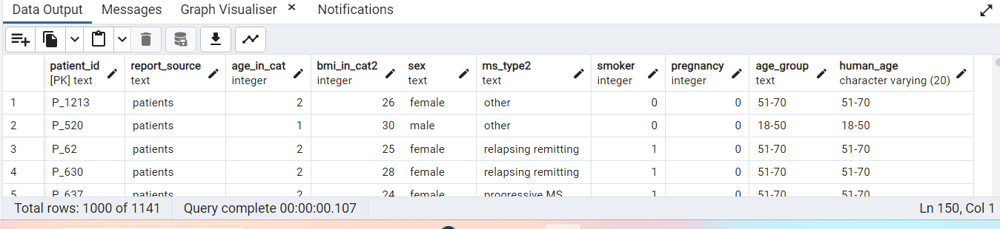 Data Output Messages Graph Visualiser × Notifications
patient_id report_source age_in_cat bmi_in_cat2 sex ms_type2 smoker pregnancy age_group human_age
[PK] text text integer integer text text integer integer text character varying (20)
1 P_1213 patients 2 26 female other 0 0 51-70 51-70
2 P_520 patients 1 30 male other 0 0 18-50 18-50
3 P_62 patients 2 25 female relapsing remitting 1 0 51-70 51-70
4 P_630 patients 2 28 female relapsing remitting 1 0 51-70 51-70
5 P_637 patients 2 24 female progressive MS 1 0 51-70 51-70
Total rows: 1000 of 1141 Query complete 00:00:00.107 Ln 150, Col 1